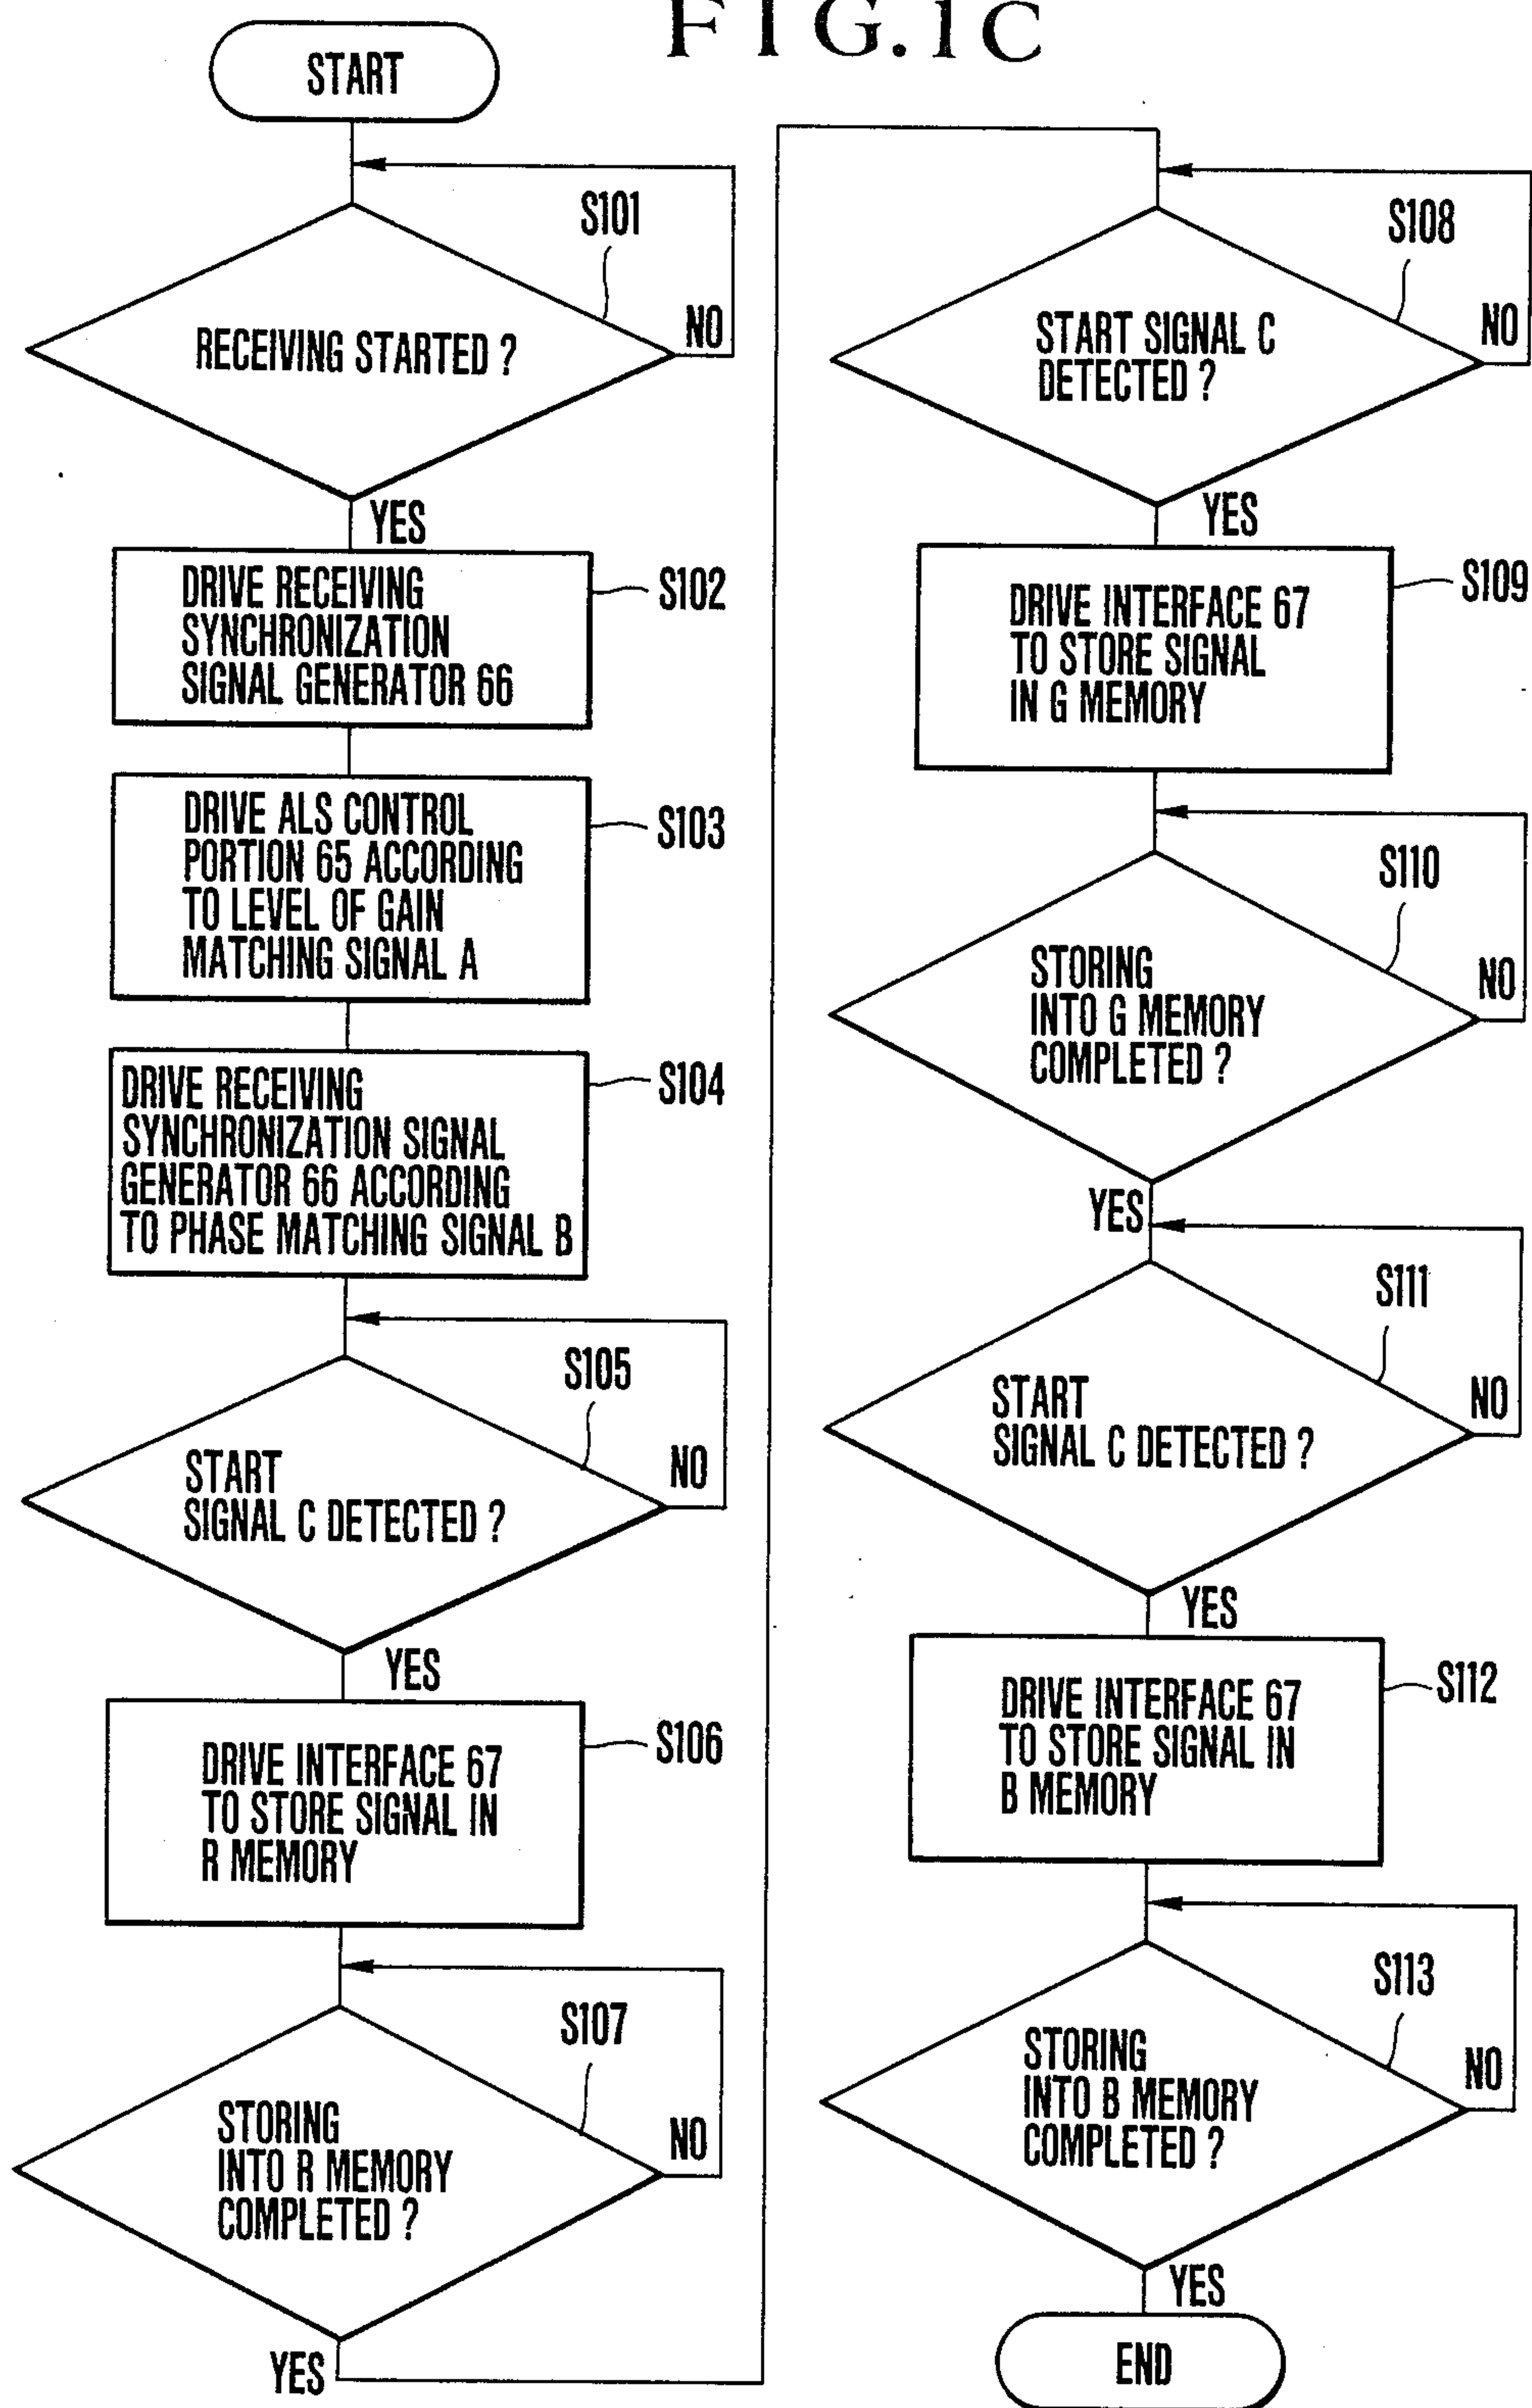 FIG. 1C
START
S101
RECEIVING STARTED ?
NO
YES
DRIVE RECEIVING
SYNCHRONIZATION
SIGNAL GENERATOR 66
S102
DRIVE ALS CONTROL
PORTION 65 ACCORDING
TO LEVEL OF GAIN
MATCHING SIGNAL A
S103
DRIVE RECEIVING
SYNCHRONIZATION SIGNAL
GENERATOR 66 ACCORDING
TO PHASE MATCHING SIGNAL B
S104
S105
START
SIGNAL C DETECTED ?
NO
YES
DRIVE INTERFACE 67
TO STORE SIGNAL IN
R MEMORY
S106
S107
STORING
INTO R MEMORY
COMPLETED ?
NO
YES
S108
START SIGNAL C
DETECTED ?
NO
YES
DRIVE INTERFACE 67
TO STORE SIGNAL
IN G MEMORY
S109
S110
STORING
INTO G MEMORY
COMPLETED ?
NO
YES
S111
START
SIGNAL C DETECTED ?
NO
YES
DRIVE INTERFACE 67
TO STORE SIGNAL IN
B MEMORY
S112
S113
STORING
INTO B MEMORY
COMPLETED ?
NO
YES
END